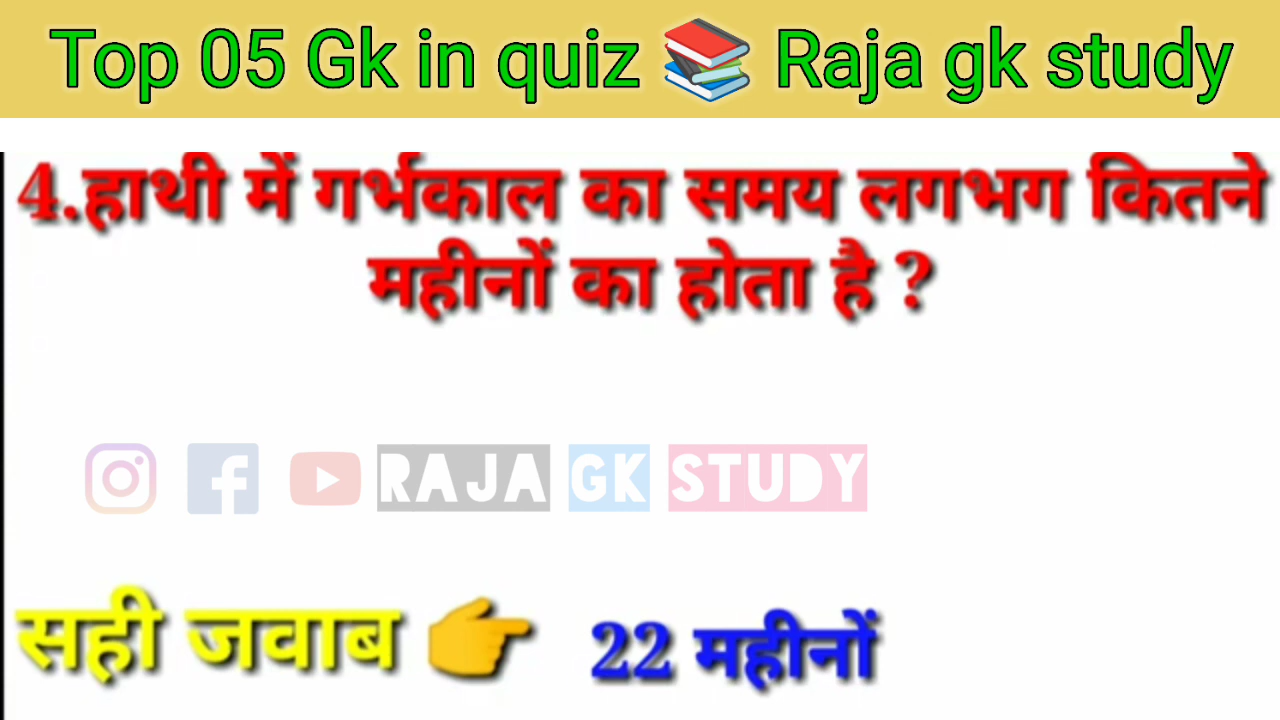 Top 05 Gk in quiz 📚 Raja gk study
4.हाथी में गर्भकाल का समय लगभग कितने
महीनों का होता है ?
RAJA GK STUDY
सही जवाब 👉 22 महीनों